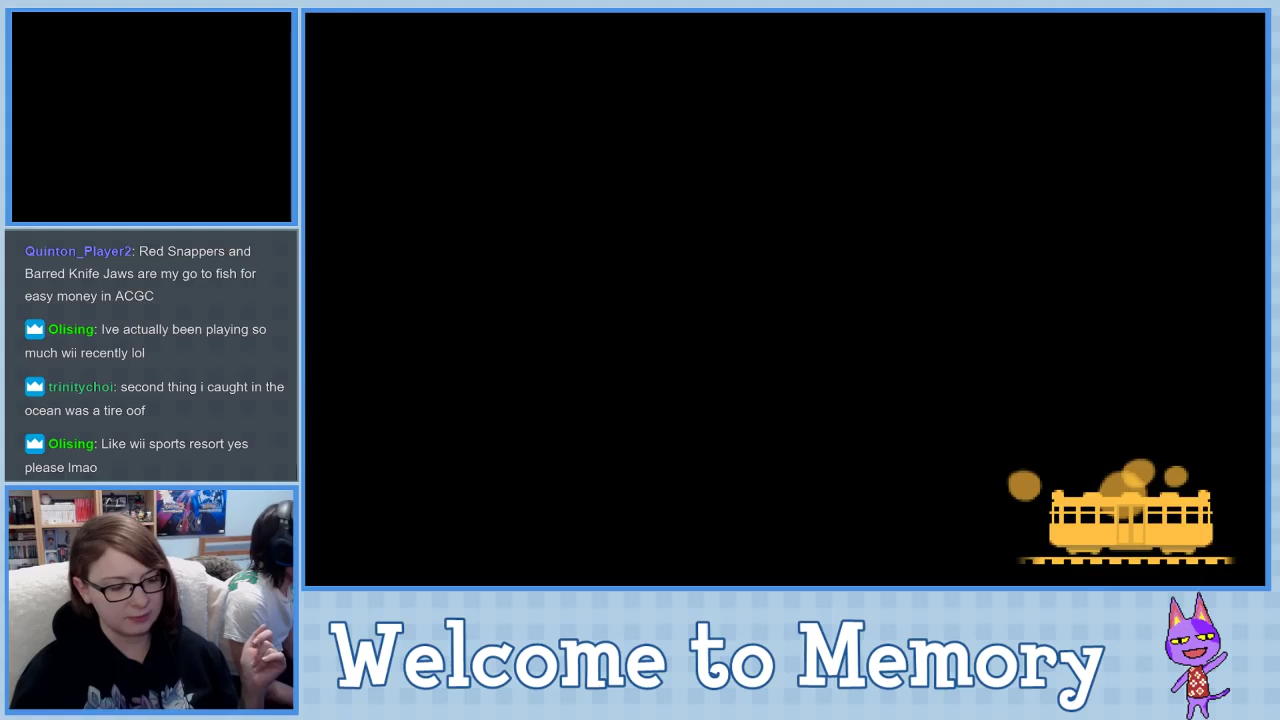 Quinton_Player2: Red Snappers and
Barred Knife Jaws are my go to fish for
easy money in ACGC
Olising: Ive actually been playing so
much wii recently lol
trinitychoi: second thing i caught in the
ocean was a tire oof
Olising: Like wii sports resort yes
please lmao
Welcome to Memory